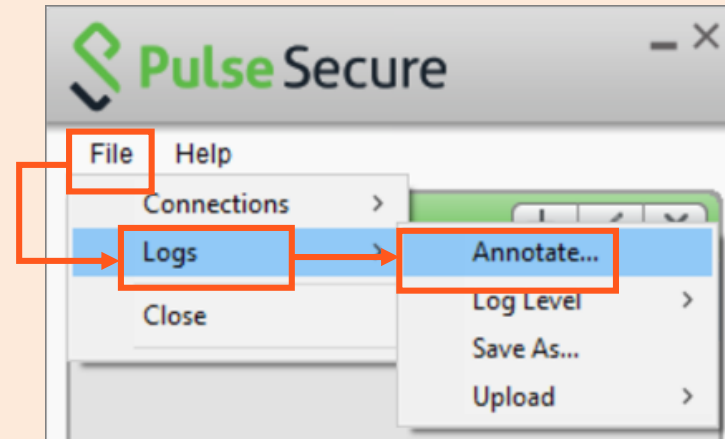 Pulse Secure
File Help
Connections
Logs
Close
Annotate...
Log Level
Save As...
Upload